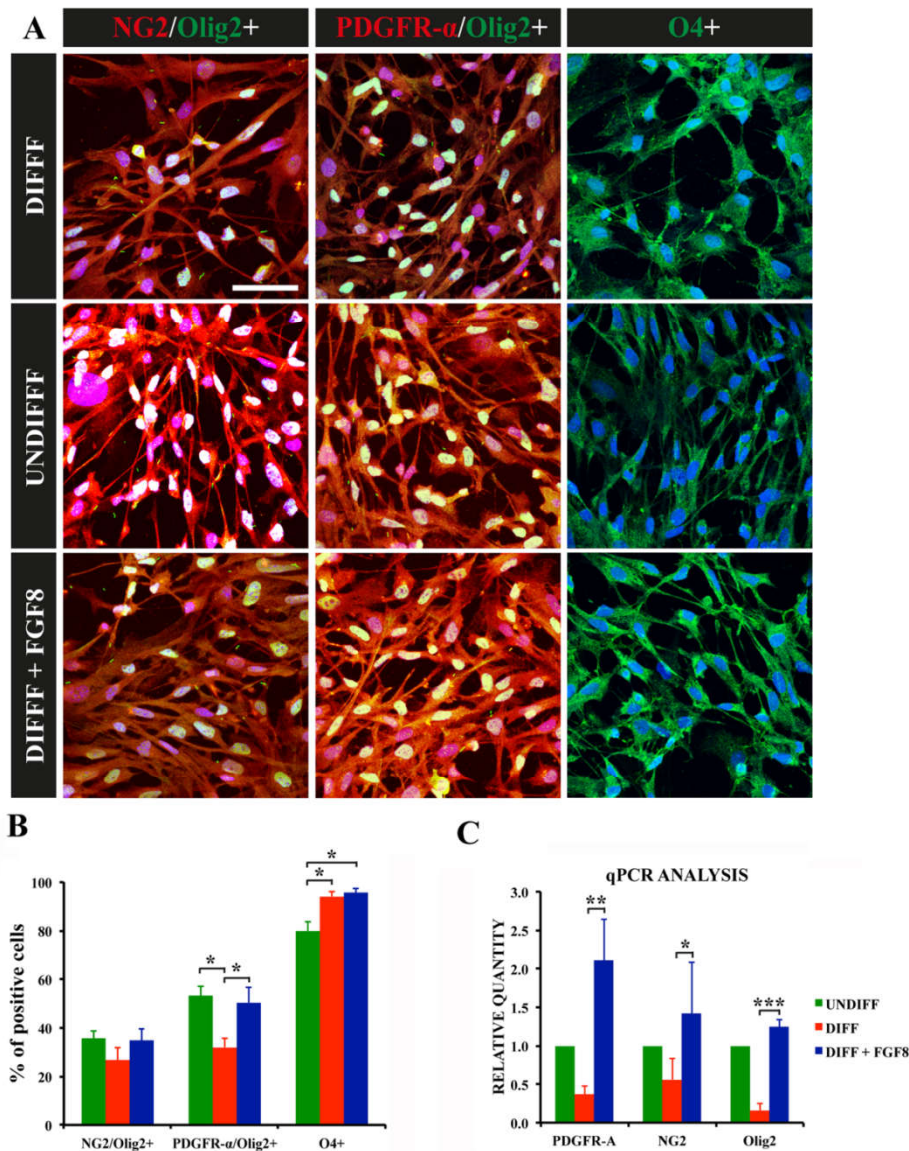 A
NG2/Olig2+
PDGFR-α/Olig2+
O4+
DIFFF
UNDIFFF
DIFF + FGF8
B
% of positive cells
100
80
60
40
20
0
*
*
*
*
NG2/Olig2+
PDGFR-α/Olig2+
O4+
C
qPCR ANALYSIS
RELATIVE QUANTITY
3.0
2.5
2.0
1.5
1.0
0.5
0.0
**
*
***
PDGFR-A
NG2
Olig2
UNDIFF
DIFF
DIFF + FGF8